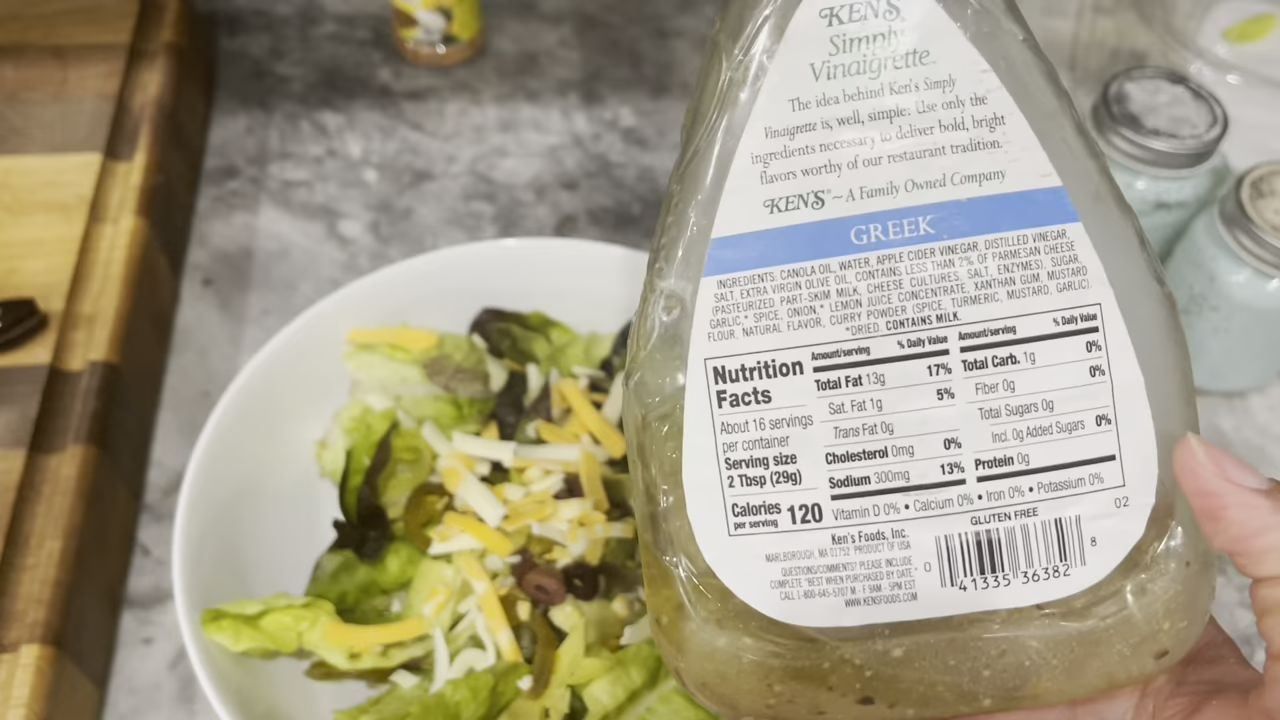 KEN'S
Simply
Vinaigrette
The idea behind Ken's Simply
Vinaigrette is, well, simple: Use only the
ingredients necessary to deliver bold, bright
flavors worthy of our restaurant tradition.
KEN'S® ~ A Family Owned Company
GREEK
INGREDIENTS: CANOLA OIL, WATER, APPLE CIDER VINEGAR, DISTILLED VINEGAR,
SALT, EXTRA VIRGIN OLIVE OIL, CONTAINS LESS THAN 2% OF PARMESAN CHEESE
(PASTEURIZED PART-SKIM MILK, CHEESE CULTURES, SALT, ENZYMES), SUGAR,
GARLIC,* SPICE, ONION,* LEMON JUICE CONCENTRATE, XANTHAN GUM, MUSTARD
FLOUR, NATURAL FLAVOR, CURRY POWDER (SPICE, TURMERIC, MUSTARD, GARLIC).
*DRIED. CONTAINS MILK.
Nutrition
Facts
About 16 servings
per container
Serving size
2 Tbsp (29g)
Calories
per serving 120
Amount/serving % Daily Value
Total Fat 13g 17%
Sat. Fat 1g 5%
Trans Fat 0g
Cholesterol 0mg 0%
Sodium 300mg 13%
Amount/serving % Daily Value
Total Carb. 1g 0%
Fiber 0g 0%
Total Sugars 0g
Incl. 0g Added Sugars 0%
Protein 0g
Vitamin D 0% • Calcium 0% • Iron 0% • Potassium 0%
Ken's Foods, Inc.
MARLBOROUGH, MA 01752 PRODUCT OF USA
QUESTIONS/COMMENTS? PLEASE INCLUDE
COMPLETE "BEST WHEN PURCHASED BY DATE."
CALL 1-800-645-5707 M - F 9AM - 5PM EST
WWW.KENSFOODS.COM
GLUTEN FREE
02
0 41335 36382 8